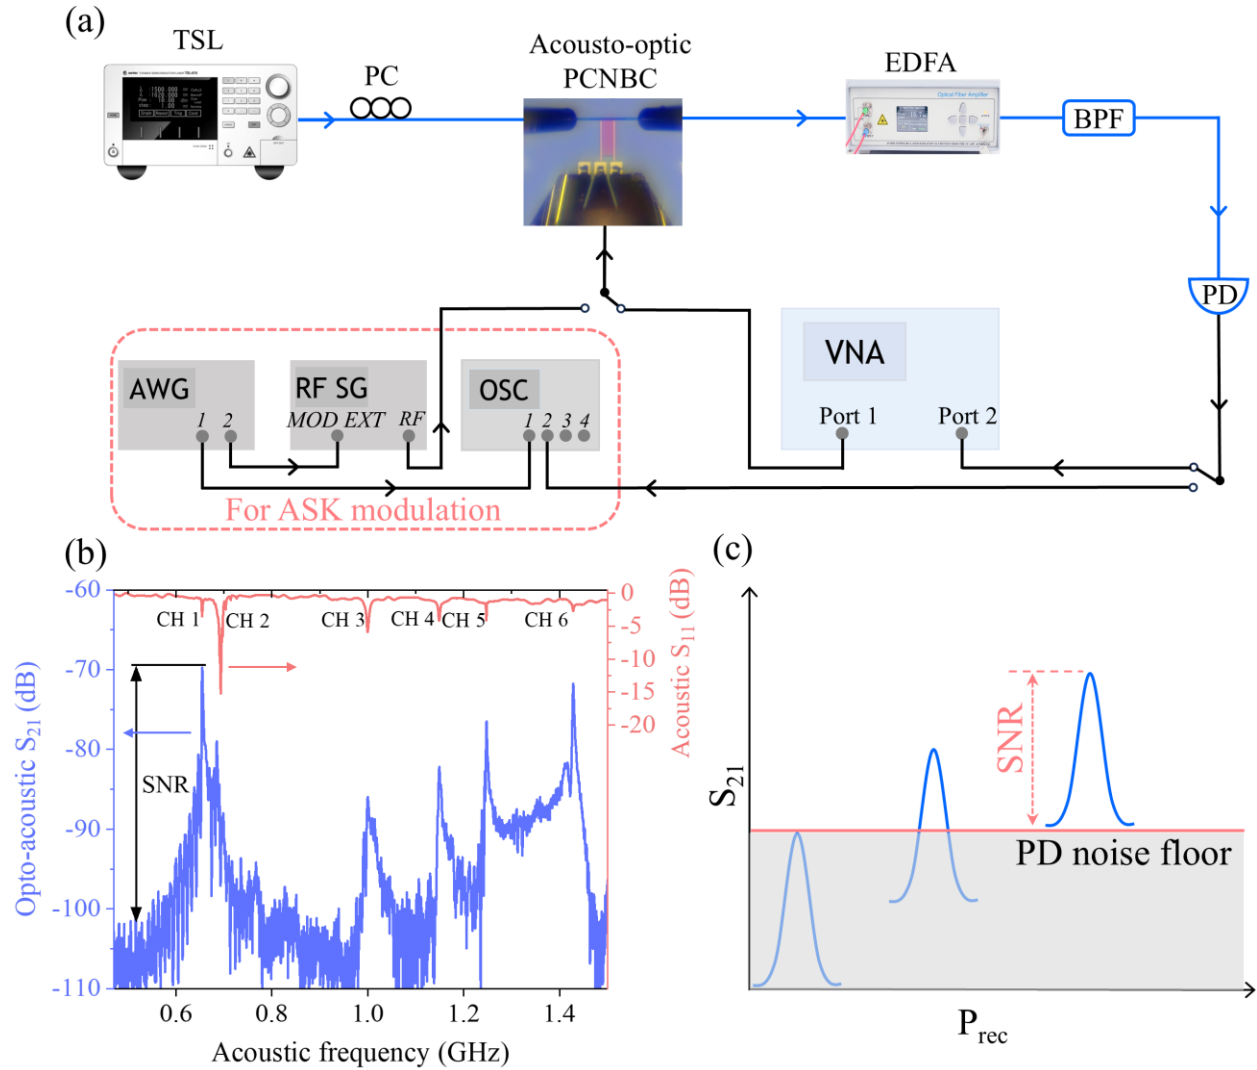 (a)
TSL
PC
Acousto-optic
PCNBC
EDFA
Optical Fiber Amplifier
BPF
PD
AWG
1 2
RF SG
MOD EXT RF
OSC
1 2 3 4
VNA
Port 1 Port 2
For ASK modulation
(b)
-60
-70
-80
-90
-100
-110
Opto-acoustic S21 (dB)
0
-5
-10
-15
-20
Acoustic S11 (dB)
CH 1
CH 2
CH 3
CH 4
CH 5
CH 6
SNR
0.6 0.8 1.0 1.2 1.4
Acoustic frequency (GHz)
(c)
S21
SNR
PD noise floor
Prec